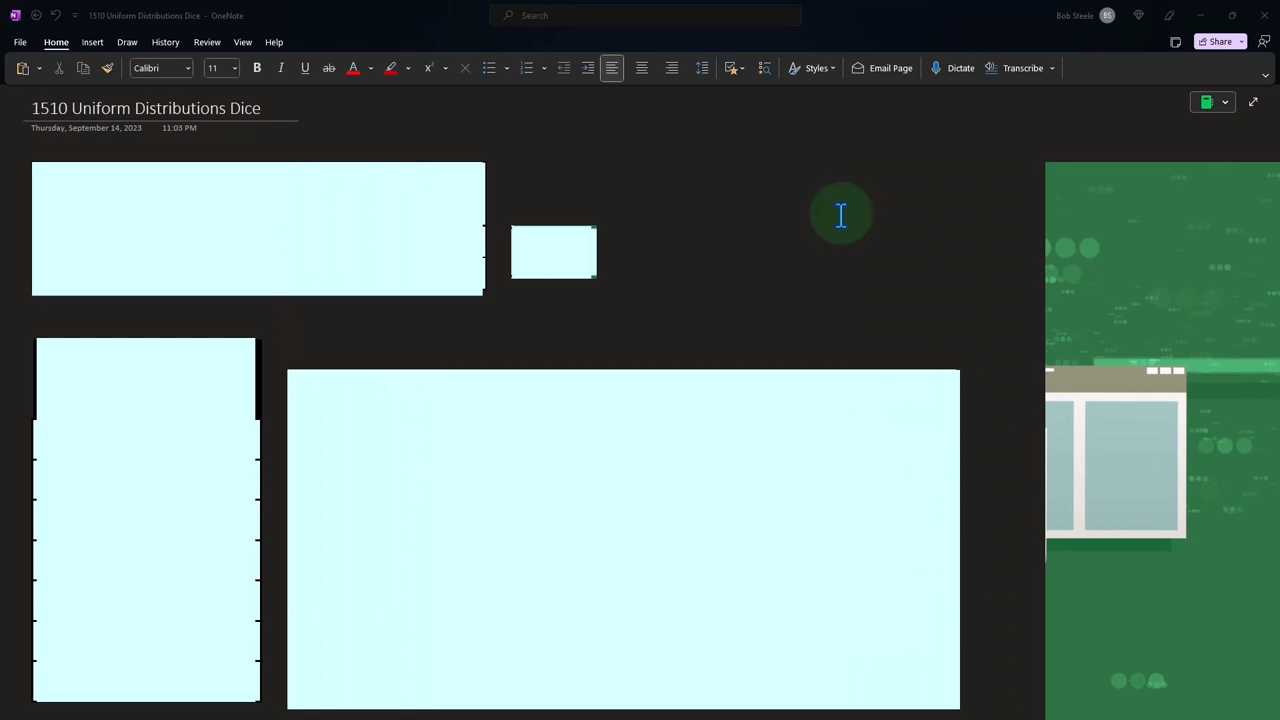 1510 Uniform Distributions Dice - OneNote
Search
Bob Steele
BS
File Home Insert Draw History Review View Help
Share
Calibri 11 B I U ab A x Styles Email Page Dictate Transcribe
1510 Uniform Distributions Dice
Thursday, September 14, 2023 11:03 PM